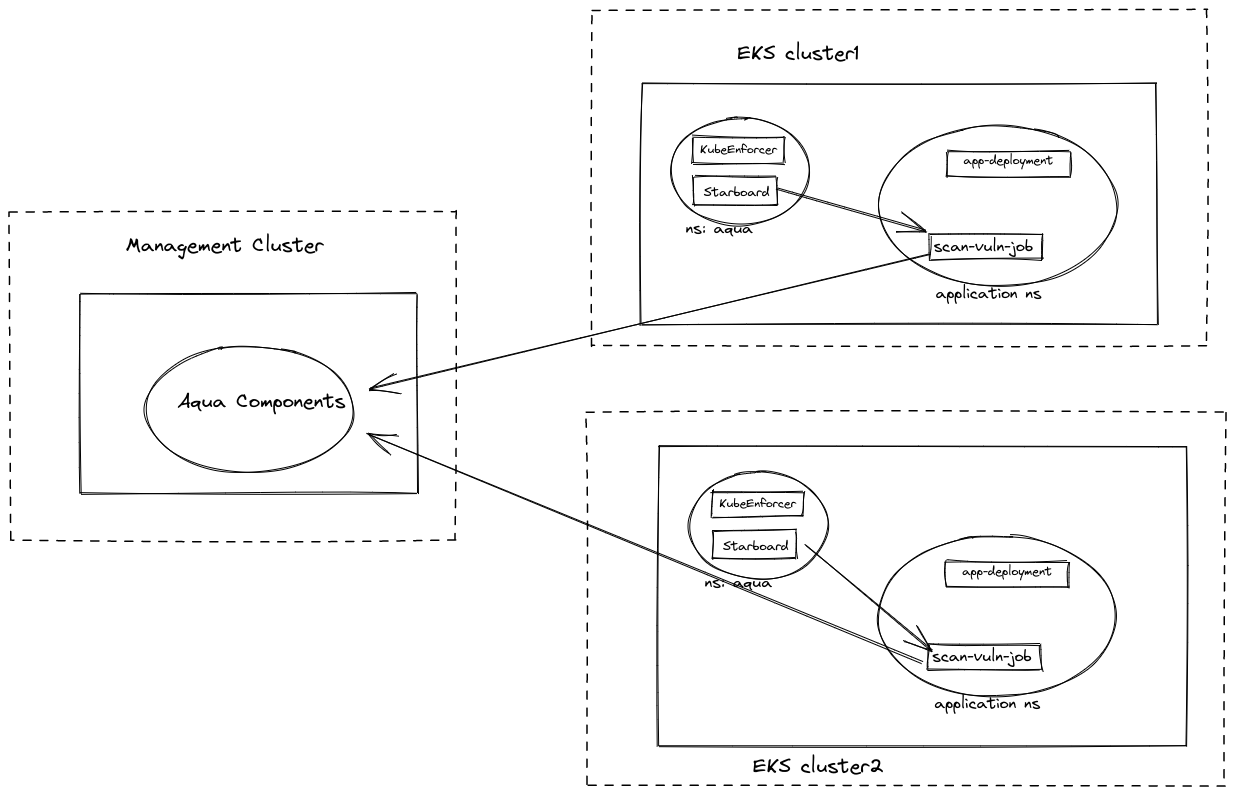 EKS cluster1
KubeEnforcer
Starboard
ns: aqua
app-deployment
scan-vuln-job
application ns
Management Cluster
Aqua Components
KubeEnforcer
Starboard
ns: aqua
app-deployment
scan-vuln-job
application ns
EKS cluster2